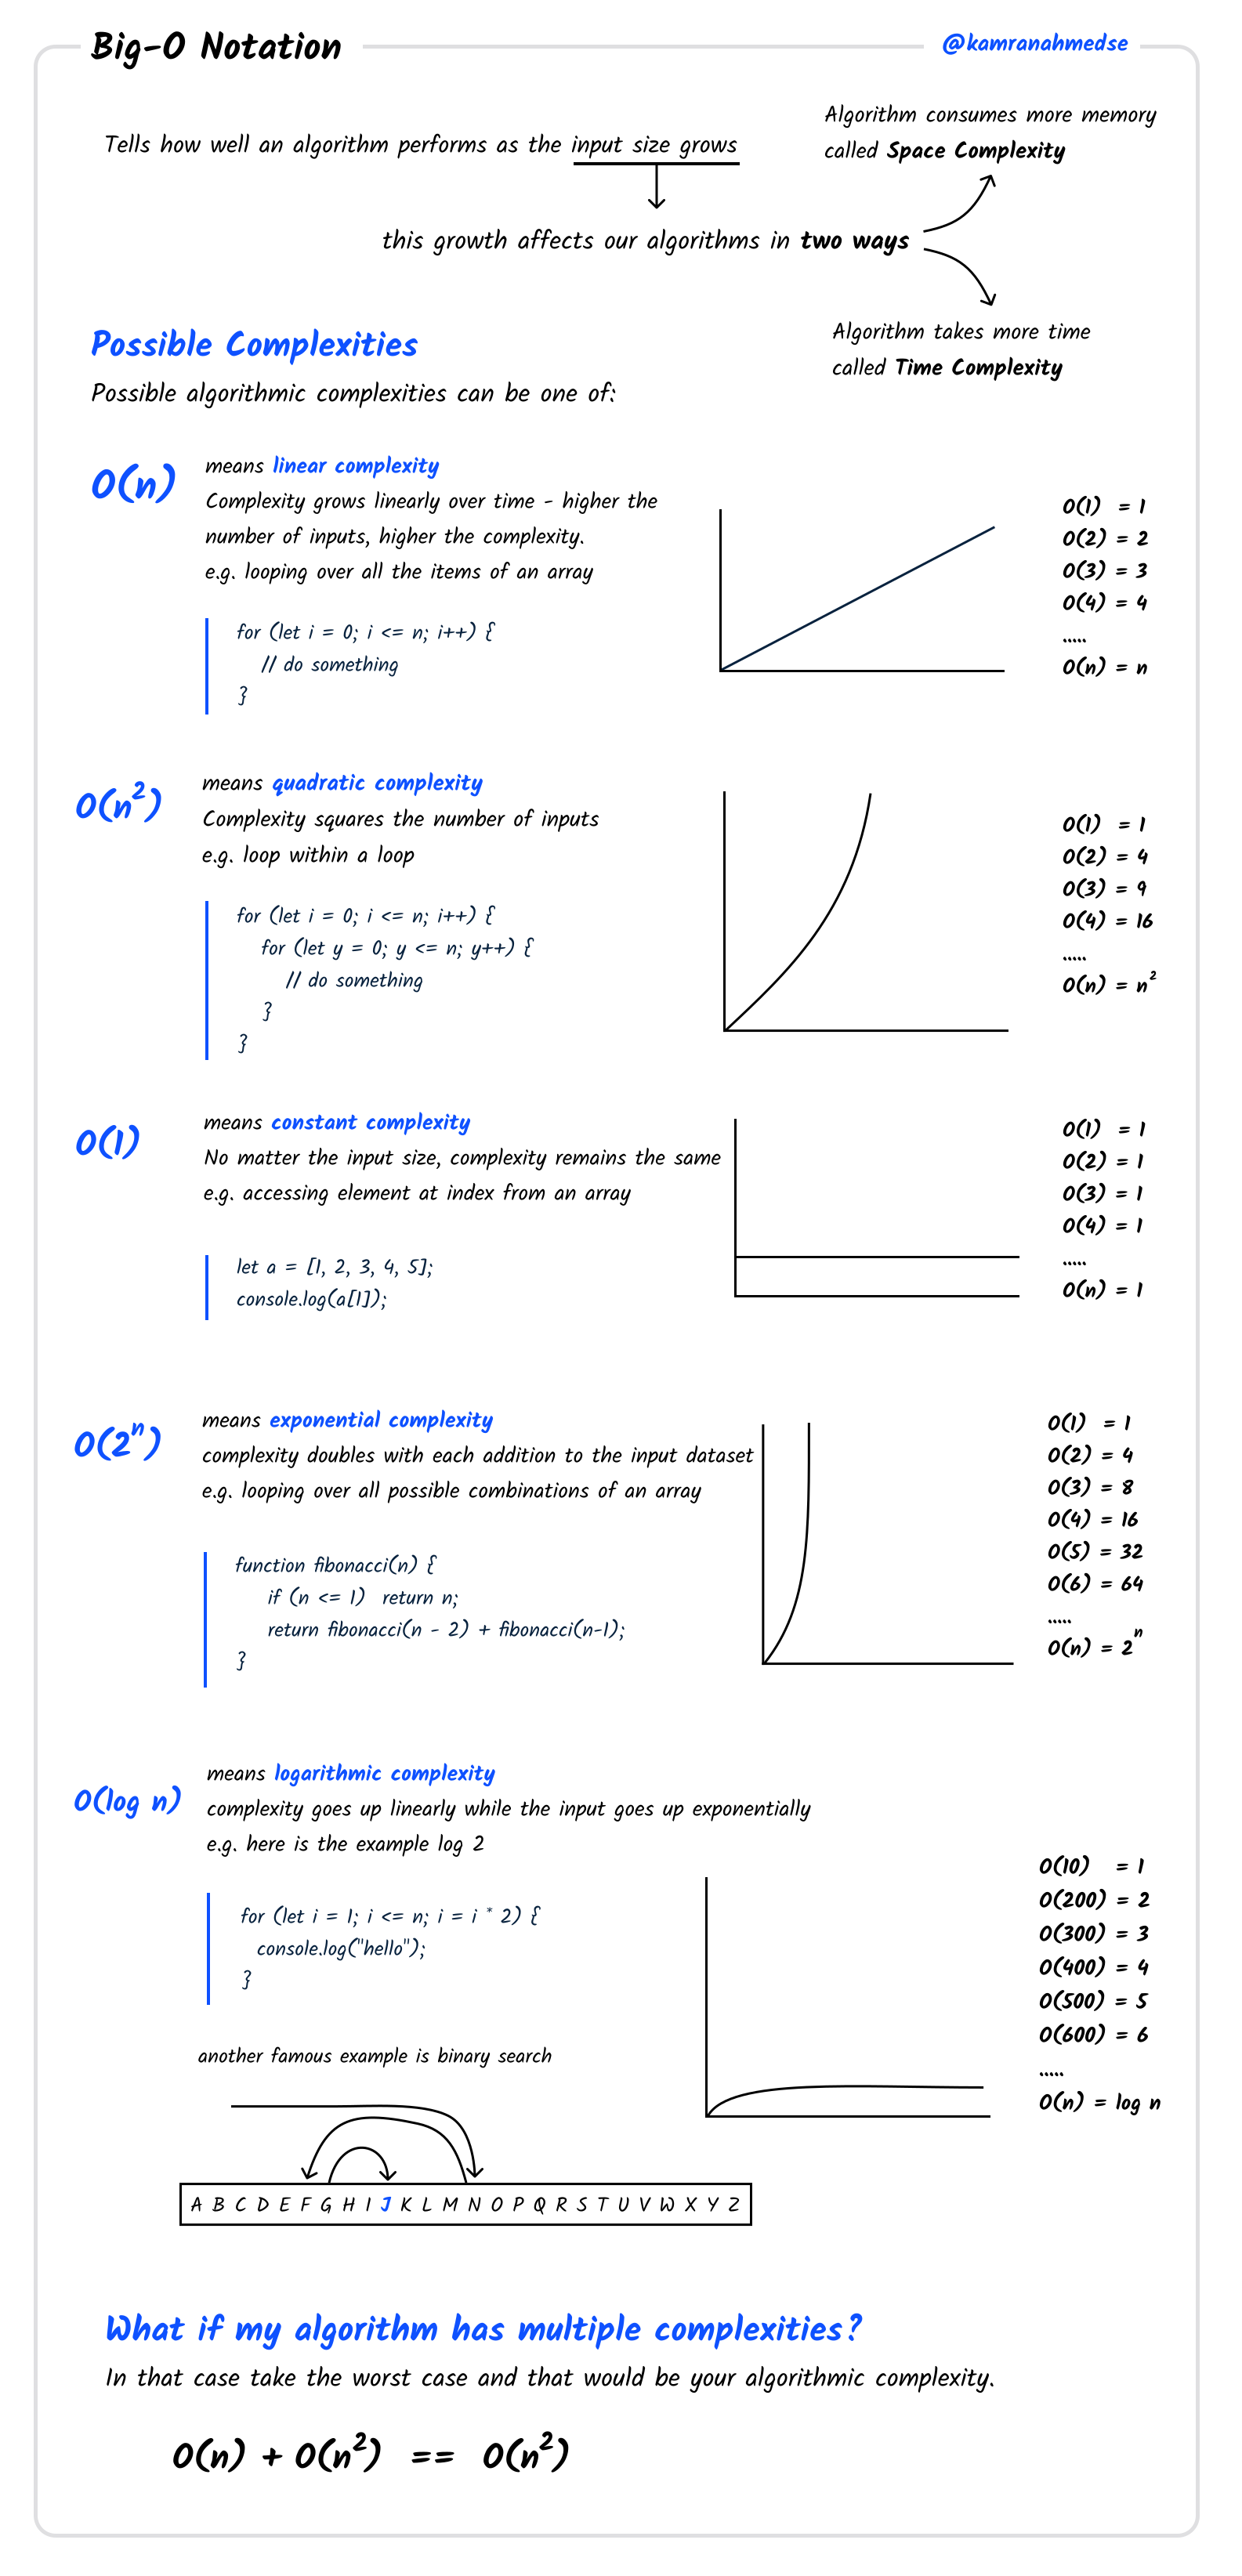 Big-O Notation
@kamranahmedse
Tells how well an algorithm performs as the input size grows
this growth affects our algorithms in two ways
Algorithm consumes more memory
called Space Complexity
Algorithm takes more time
called Time Complexity
Possible Complexities
Possible algorithmic complexities can be one of:
O(n)
means linear complexity
Complexity grows linearly over time - higher the
number of inputs, higher the complexity.
e.g. looping over all the items of an array
for (let i = 0; i <= n; i++) {
// do something
}
O(1) = 1
O(2) = 2
O(3) = 3
O(4) = 4
.....
O(n) = n
O(n²)
means quadratic complexity
Complexity squares the number of inputs
e.g. loop within a loop
for (let i = 0; i <= n; i++) {
for (let y = 0; y <= n; y++) {
// do something
}
}
O(1) = 1
O(2) = 4
O(3) = 9
O(4) = 16
.....
O(n) = n²
O(1)
means constant complexity
No matter the input size, complexity remains the same
e.g. accessing element at index from an array
let a = [1, 2, 3, 4, 5];
console.log(a[1]);
O(1) = 1
O(2) = 1
O(3) = 1
O(4) = 1
.....
O(n) = 1
O(2ⁿ)
means exponential complexity
complexity doubles with each addition to the input dataset
e.g. looping over all possible combinations of an array
function fibonacci(n) {
if (n <= 1) return n;
return fibonacci(n - 2) + fibonacci(n-1);
}
O(1) = 1
O(2) = 4
O(3) = 8
O(4) = 16
O(5) = 32
O(6) = 64
.....
O(n) = 2ⁿ
O(log n)
means logarithmic complexity
complexity goes up linearly while the input goes up exponentially
e.g. here is the example log 2
for (let i = 1; i <= n; i = i * 2) {
console.log("hello");
}
another famous example is binary search
O(10) = 1
O(200) = 2
O(300) = 3
O(400) = 4
O(500) = 5
O(600) = 6
.....
O(n) = log n
A B C D E F G H I J K L M N O P Q R S T U V W X Y Z
What if my algorithm has multiple complexities?
In that case take the worst case and that would be your algorithmic complexity.
O(n) + O(n²) == O(n²)